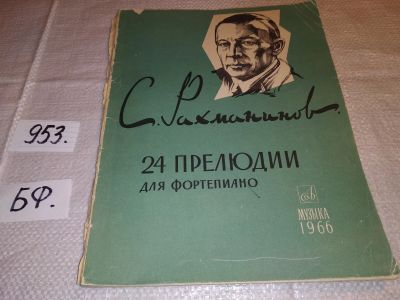 С. Рахманинов.
24 ПРЕЛЮДИИ
ДЛЯ ФОРТЕПИАНО
МУЗЫКА
1966
953.
БФ.